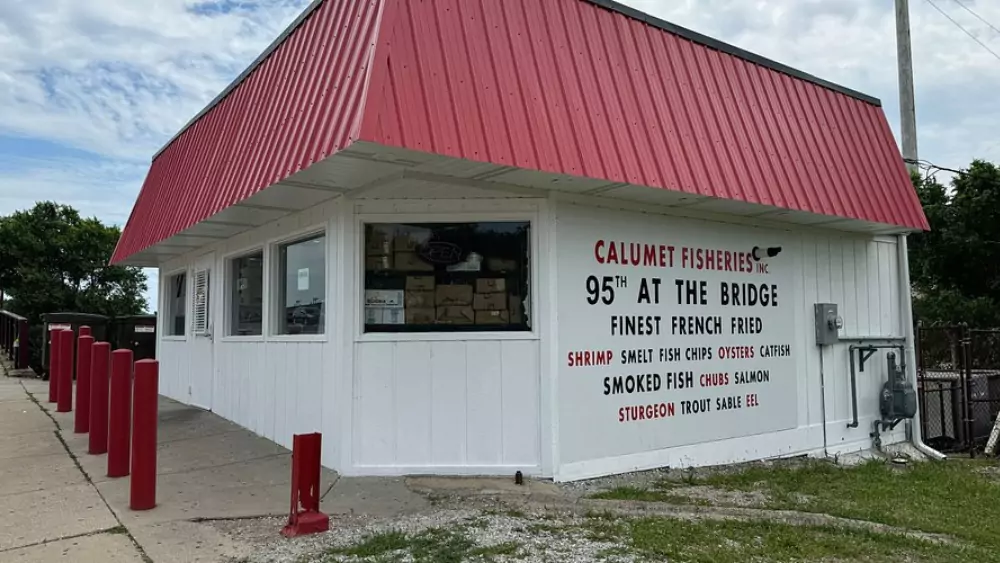 CALUMET FISHERIES INC.
95TH AT THE BRIDGE
FINEST FRENCH FRIED
SHRIMP SMELT FISH CHIPS OYSTERS CATFISH
SMOKED FISH CHUBS SALMON
STURGEON TROUT SABLE EEL
OPEN